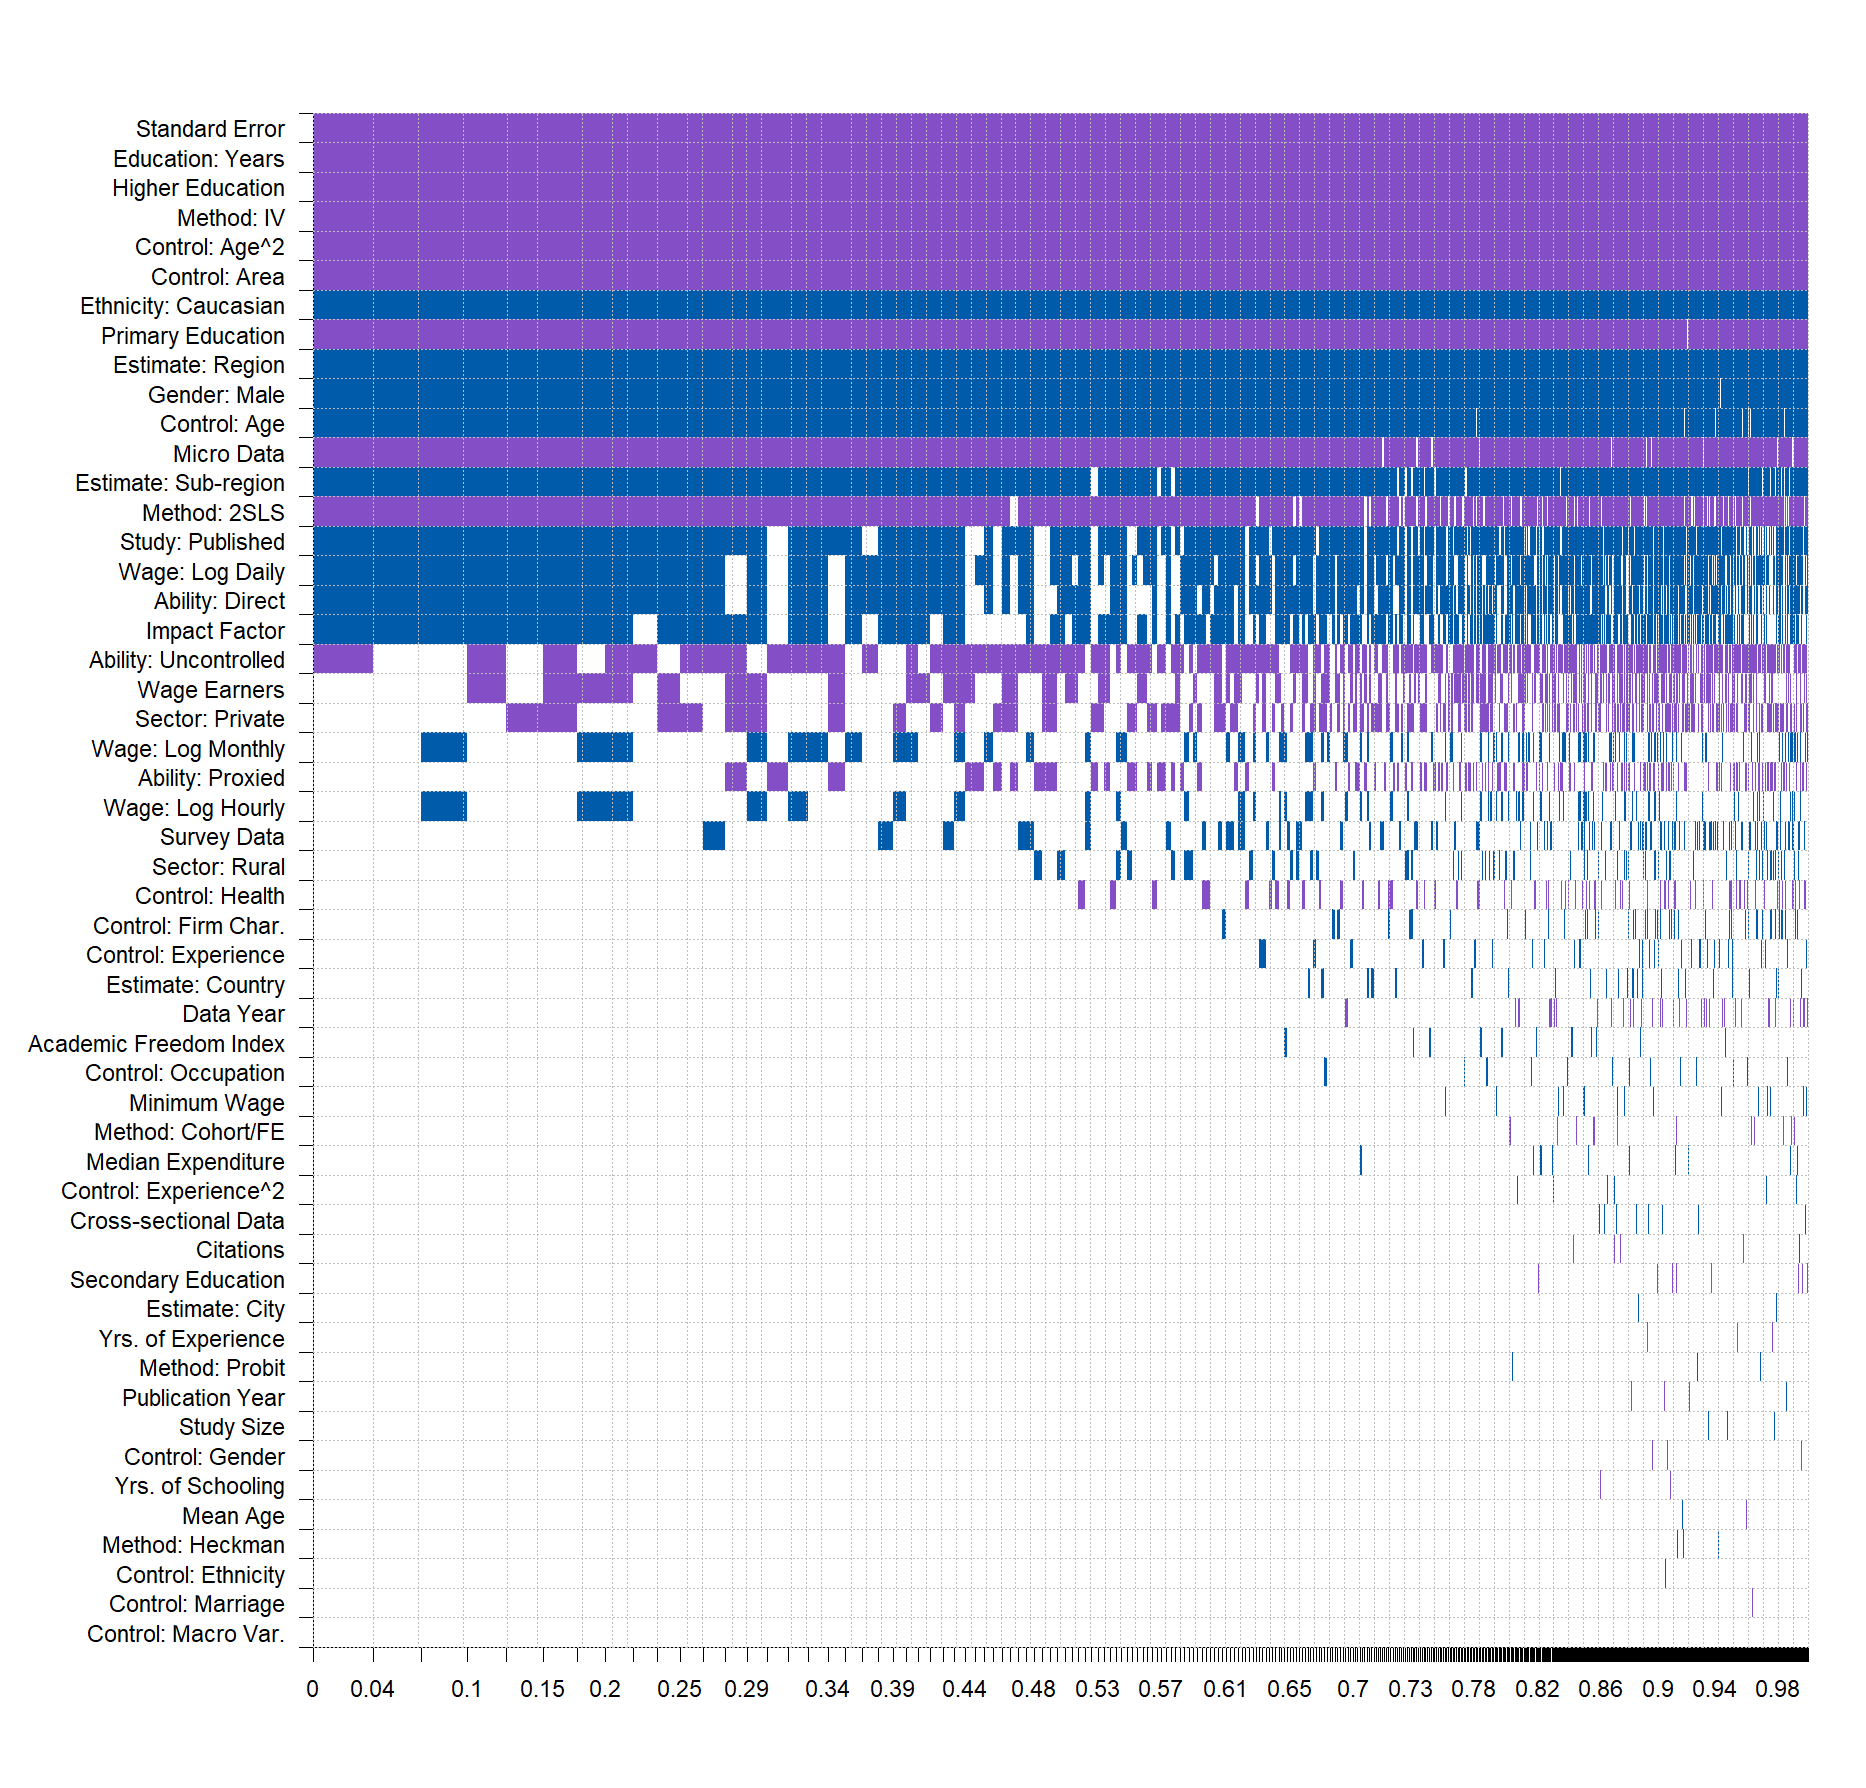 Standard Error
Education: Years
Higher Education
Method: IV
Control: Age^2
Control: Area
Ethnicity: Caucasian
Primary Education
Estimate: Region
Gender: Male
Control: Age
Micro Data
Estimate: Sub-region
Method: 2SLS
Study: Published
Wage: Log Daily
Ability: Direct
Impact Factor
Ability: Uncontrolled
Wage Earners
Sector: Private
Wage: Log Monthly
Ability: Proxied
Wage: Log Hourly
Survey Data
Sector: Rural
Control: Health
Control: Firm Char.
Control: Experience
Estimate: Country
Data Year
Academic Freedom Index
Control: Occupation
Minimum Wage
Method: Cohort/FE
Median Expenditure
Control: Experience^2
Cross-sectional Data
Citations
Secondary Education
Estimate: City
Yrs. of Experience
Method: Probit
Publication Year
Study Size
Control: Gender
Yrs. of Schooling
Mean Age
Method: Heckman
Control: Ethnicity
Control: Marriage
Control: Macro Var.
0 0.04 0.1 0.15 0.2 0.25 0.29 0.34 0.39 0.44 0.48 0.53 0.57 0.61 0.65 0.7 0.73 0.78 0.82 0.86 0.9 0.94 0.98